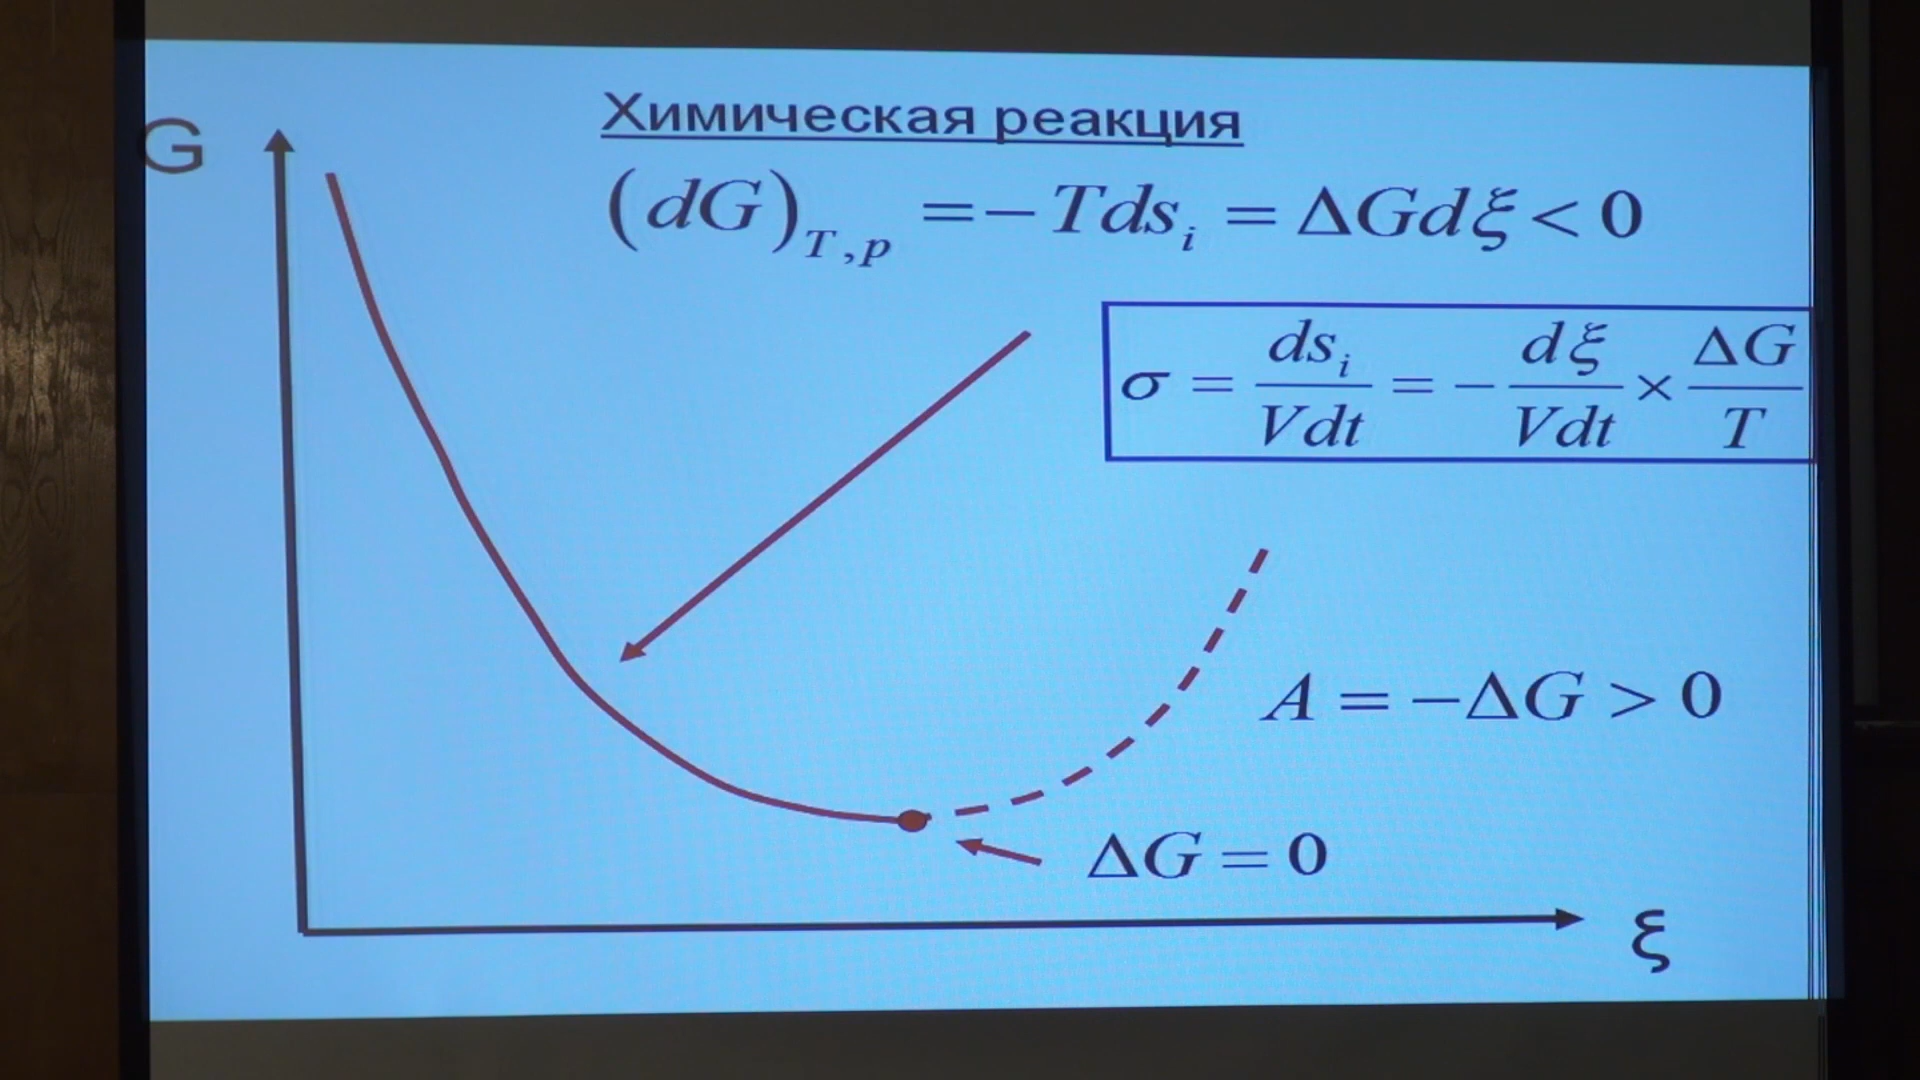 G
Химическая реакция
(dG)_{T,p} = − Tds_i = ΔGdξ < 0
σ = ds_i/Vdt = − dξ/Vdt × ΔG/T
A = −ΔG > 0
ΔG = 0
ξ